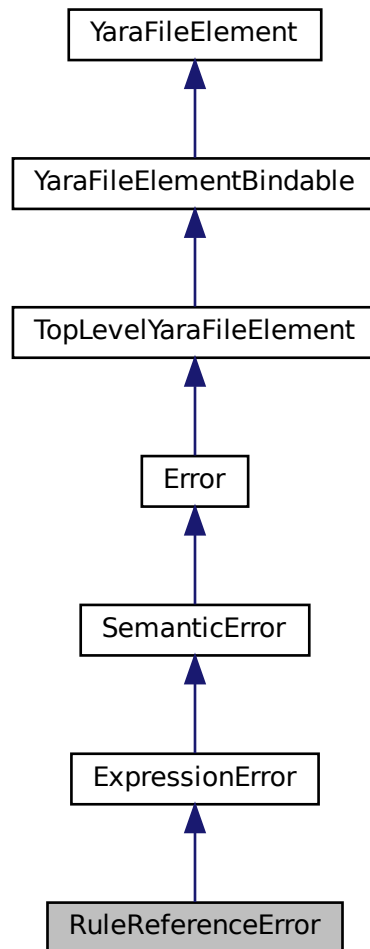 YaraFileElement
YaraFileElementBindable
TopLevelYaraFileElement
Error
SemanticError
ExpressionError
RuleReferenceError